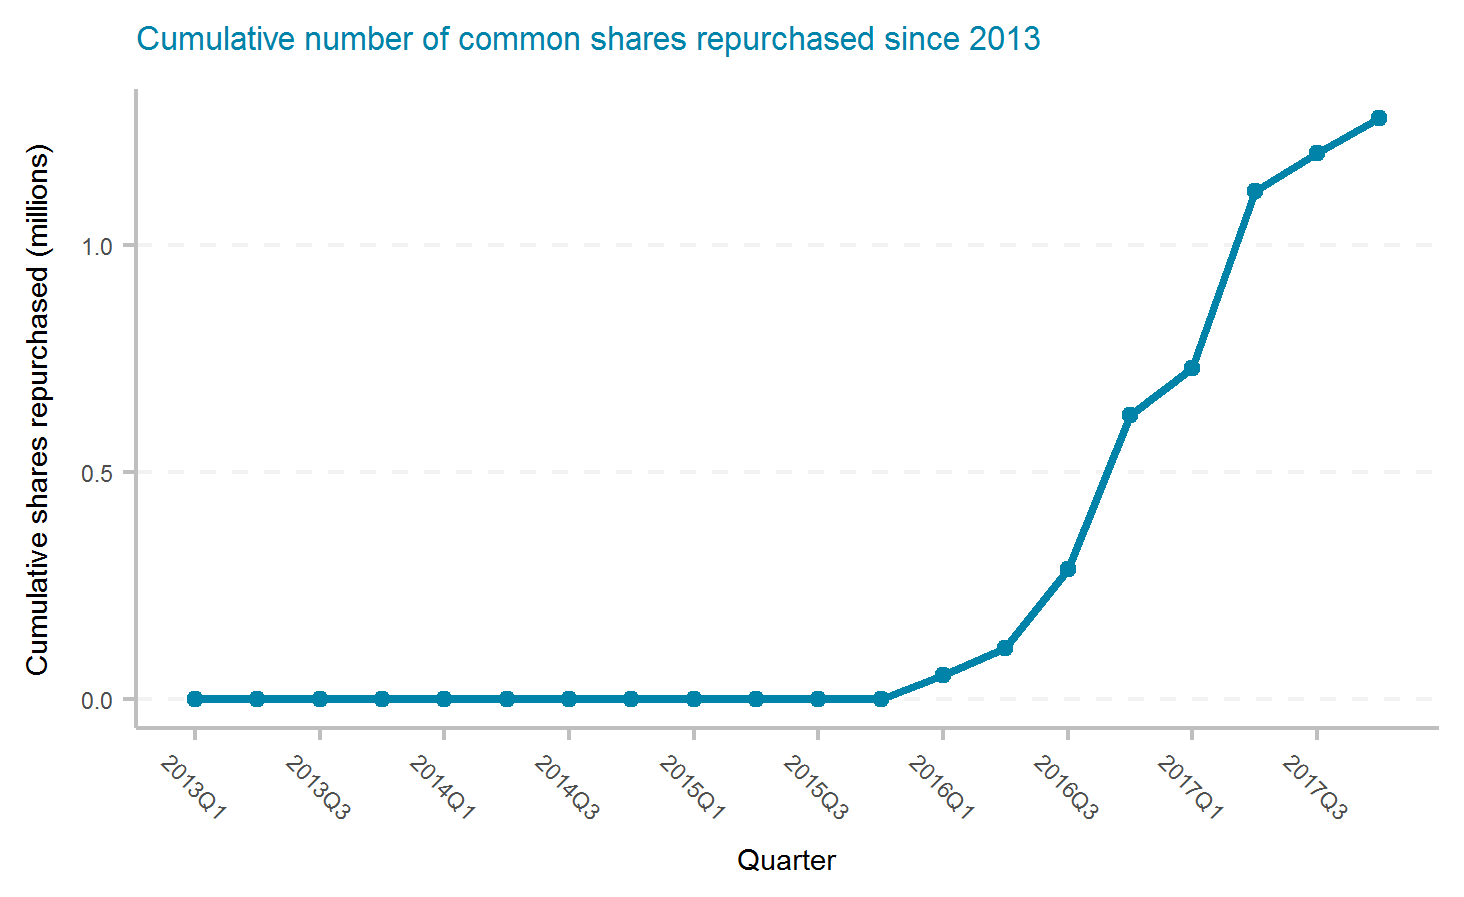 Cumulative number of common shares repurchased since 2013
Cumulative shares repurchased (millions)
1.0
0.5
0.0
2013Q1
2013Q3
2014Q1
2014Q3
2015Q1
2015Q3
2016Q1
2016Q3
2017Q1
2017Q3
Quarter